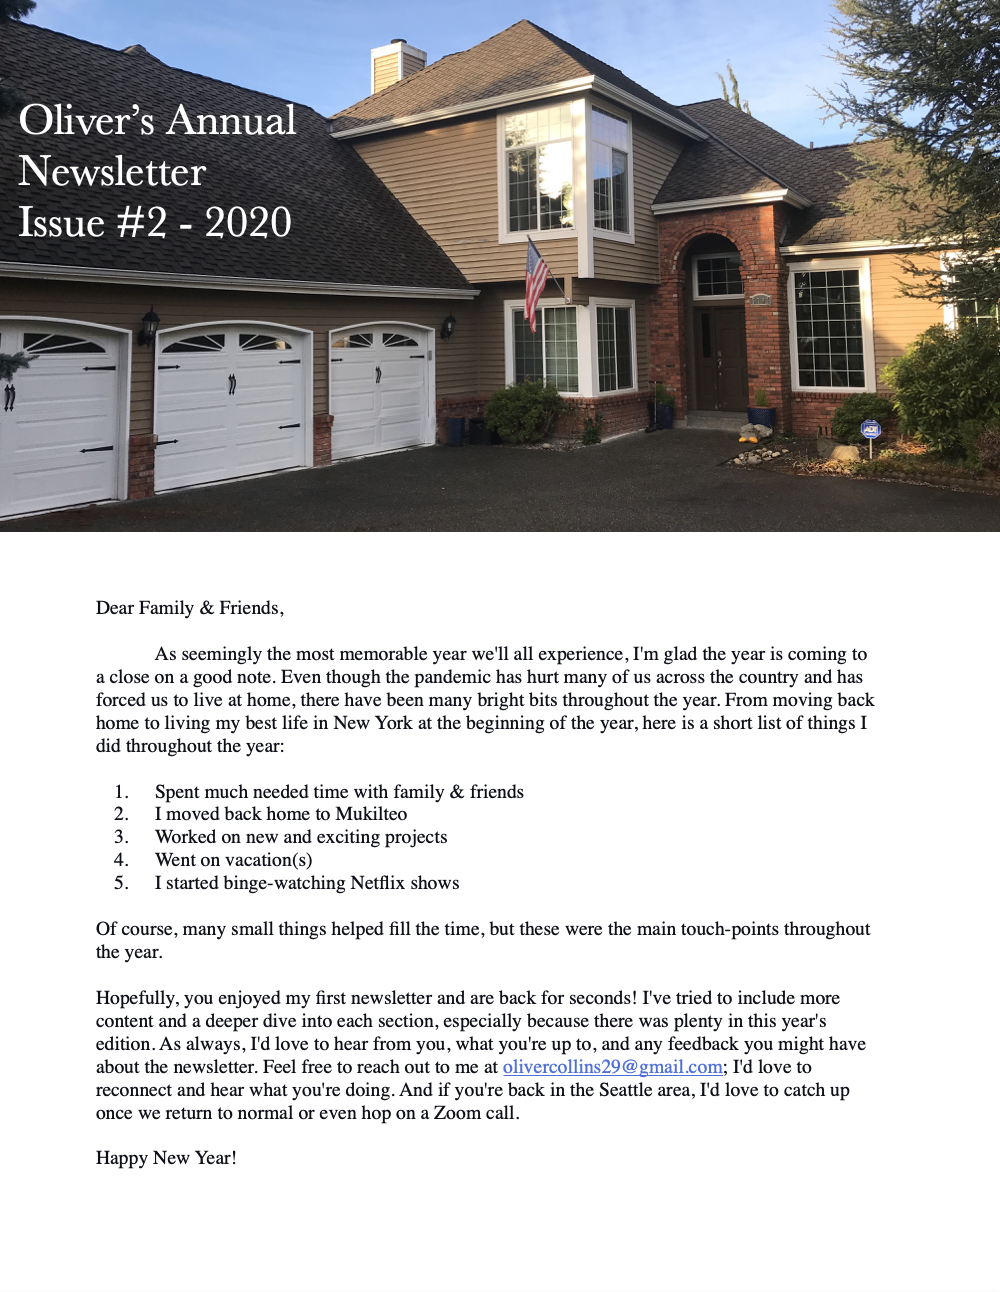 Oliver’s Annual
Newsletter
Issue #2 - 2020
ADT
Dear Family & Friends,
As seemingly the most memorable year we'll all experience, I'm glad the year is coming to
a close on a good note. Even though the pandemic has hurt many of us across the country and has
forced us to live at home, there have been many bright bits throughout the year. From moving back
home to living my best life in New York at the beginning of the year, here is a short list of things I
did throughout the year:
1. Spent much needed time with family & friends
2. I moved back home to Mukilteo
3. Worked on new and exciting projects
4. Went on vacation(s)
5. I started binge-watching Netflix shows
Of course, many small things helped fill the time, but these were the main touch-points throughout
the year.
Hopefully, you enjoyed my first newsletter and are back for seconds! I've tried to include more
content and a deeper dive into each section, especially because there was plenty in this year's
edition. As always, I'd love to hear from you, what you're up to, and any feedback you might have
about the newsletter. Feel free to reach out to me at olivercollins29@gmail.com; I'd love to
reconnect and hear what you're doing. And if you're back in the Seattle area, I'd love to catch up
once we return to normal or even hop on a Zoom call.
Happy New Year!